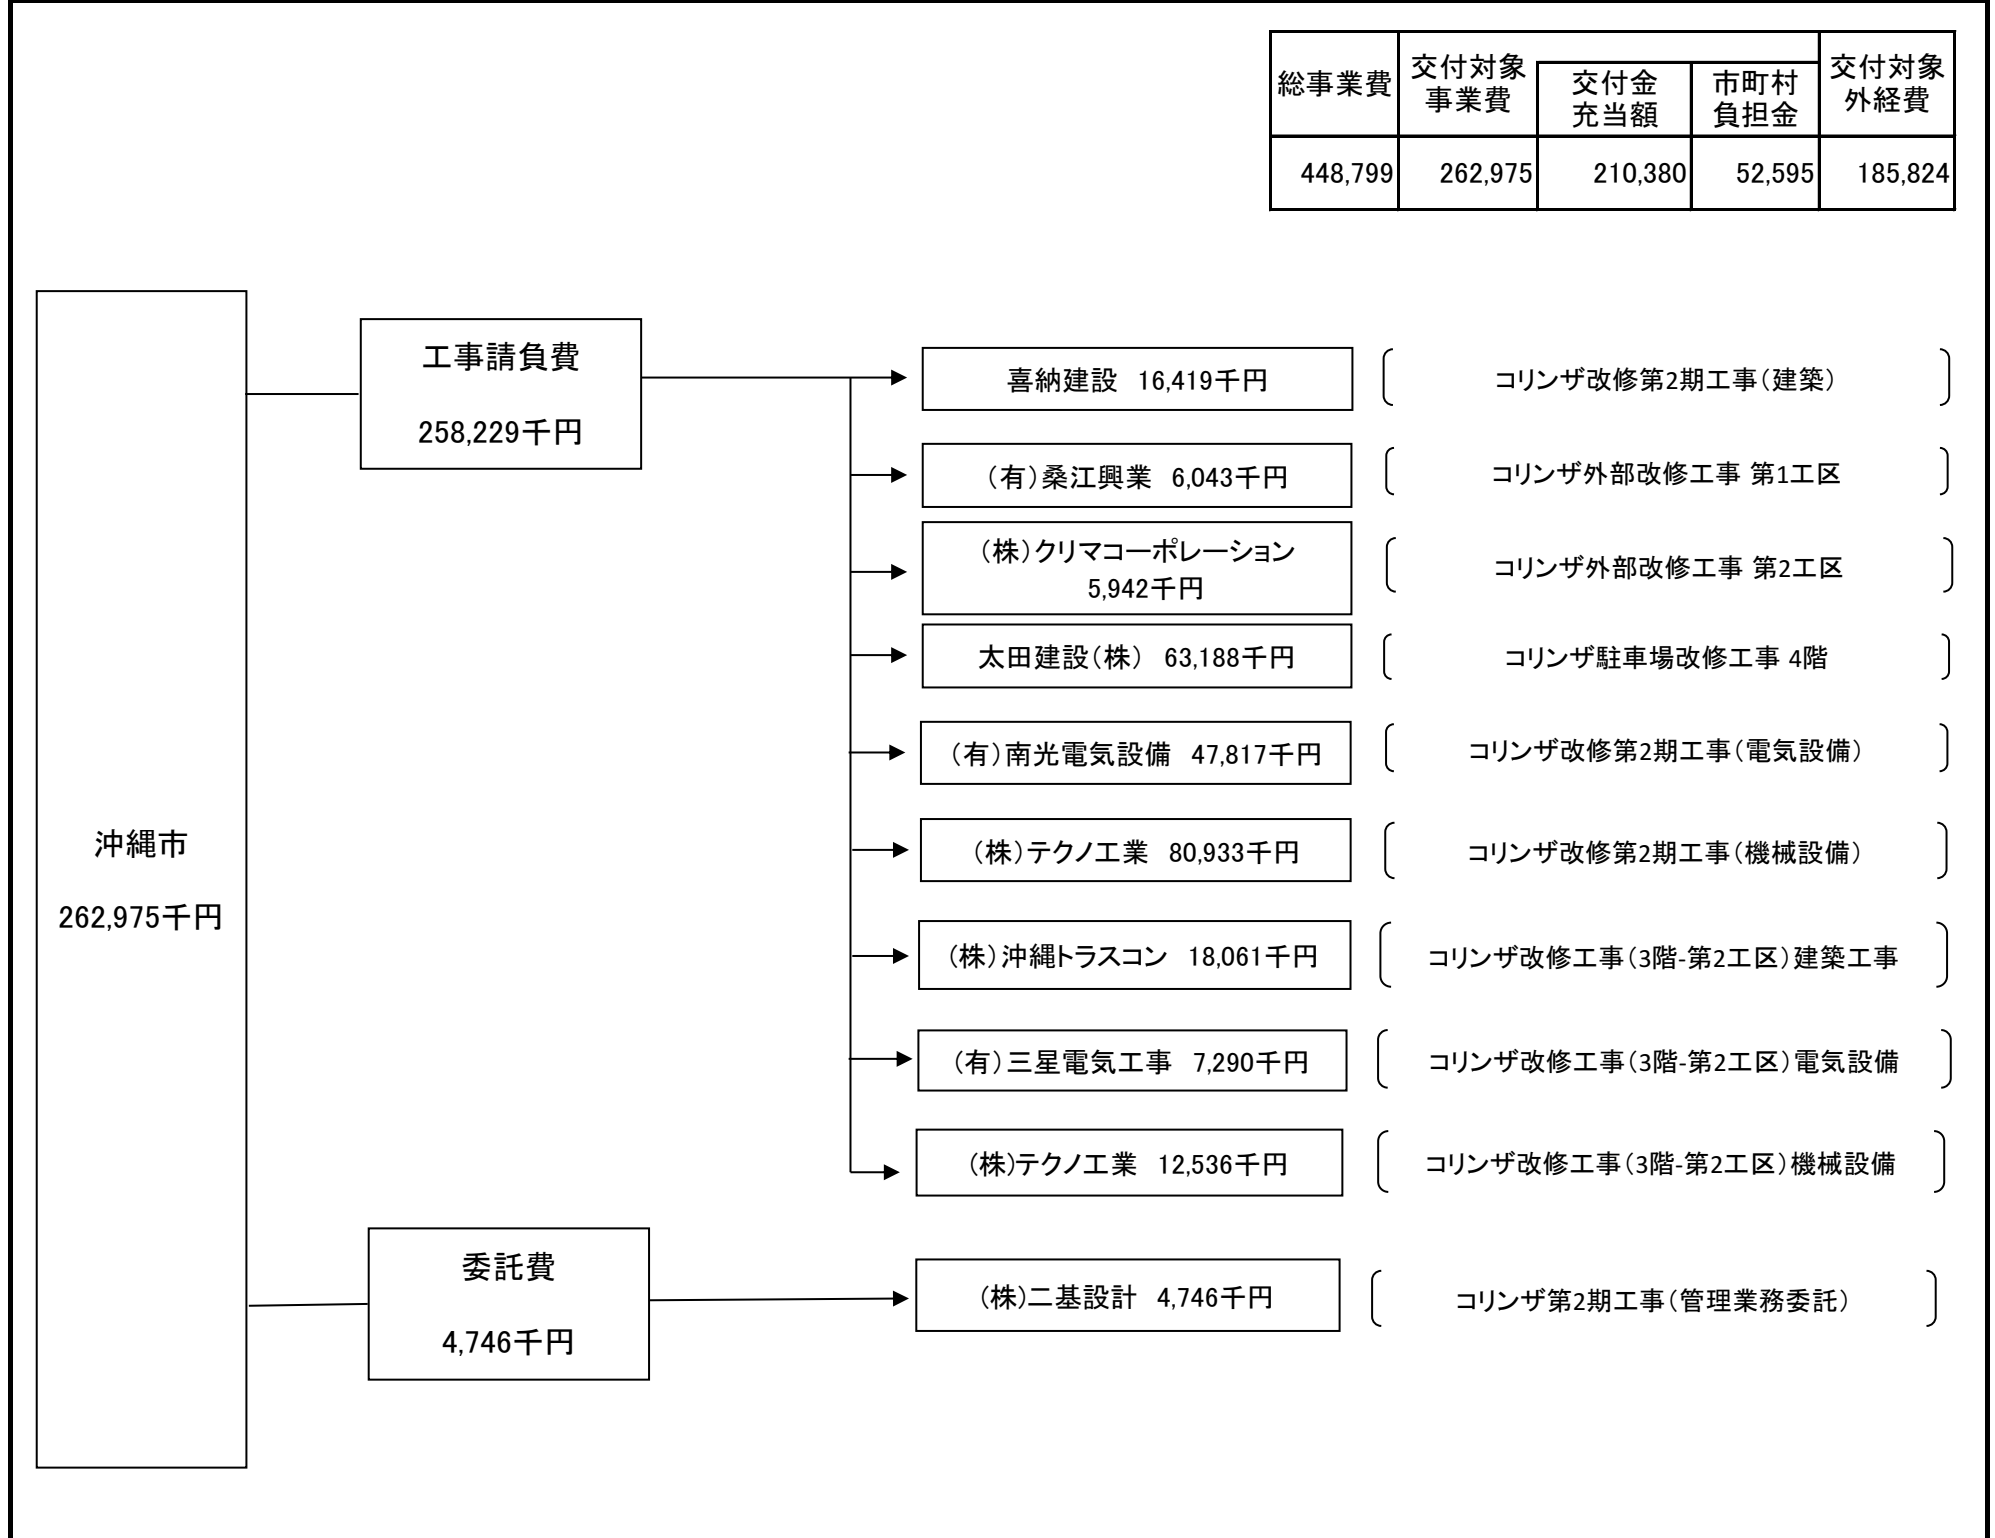 総事業費
交付対象
事業費
交付金
充当額
市町村
負担金
交付対象
外経費
448,799 262,975 210,380 52,595 185,824
沖縄市
262,975千円
工事請負費
258,229千円
喜納建設 16,419千円
コリンザ改修第2期工事(建築)
(有)桑江興業 6,043千円
コリンザ外部改修工事 第1工区
(株)クリマコーポレーション
5,942千円
コリンザ外部改修工事 第2工区
太田建設(株) 63,188千円
コリンザ駐車場改修工事 4階
(有)南光電気設備 47,817千円
コリンザ改修第2期工事(電気設備)
(株)テクノ工業 80,933千円
コリンザ改修第2期工事(機械設備)
(株)沖縄トラスコン 18,061千円
コリンザ改修工事(3階-第2工区)建築工事
(有)三星電気工事 7,290千円
コリンザ改修工事(3階-第2工区)電気設備
(株)テクノ工業 12,536千円
コリンザ改修工事(3階-第2工区)機械設備
委託費
4,746千円
(株)二基設計 4,746千円
コリンザ第2期工事(管理業務委託)